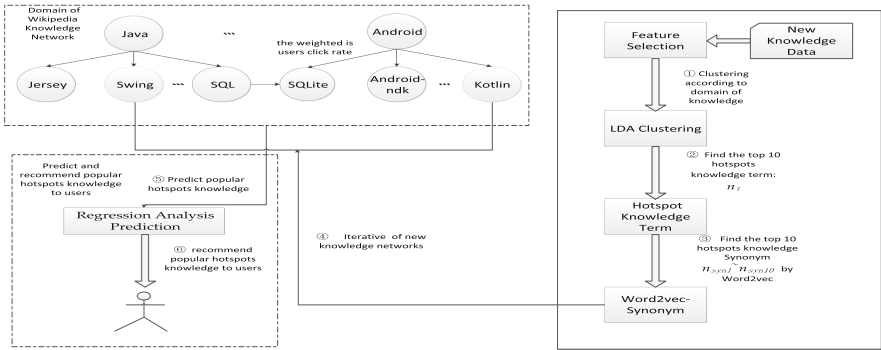 Domain of
Wikipedia
Knowledge
Network
Java
...
Android
the weighted is
users click rate
Jersey
Swing
...
SQL
SQLite
Android-
ndk
...
Kotlin
Predict and
recommend popular
hotspots knowledge
to users
⑤ Predict popular
hotspots knowledge
Regression Analysis
Prediction
⑥ recommend
popular hotspots
knowledge to users
④ Iterative of new
knowledge networks
Feature
Selection
New
Knowledge
Data
① Clustering
according to
domain of
knowledge
LDA Clustering
② Find the top 10
hotspots
knowledge term:
n_t
Hotspot
Knowledge
Term
③ Find the top 10
hotspots knowledge
Synonym
n_syn1 ~ n_syn10 by
Word2vec
Word2vec-
Synonym